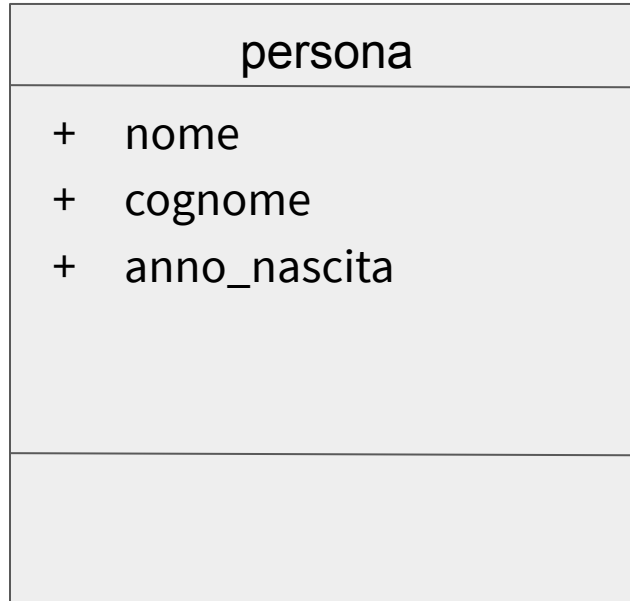 persona
+ nome
+ cognome
+ anno_nascita